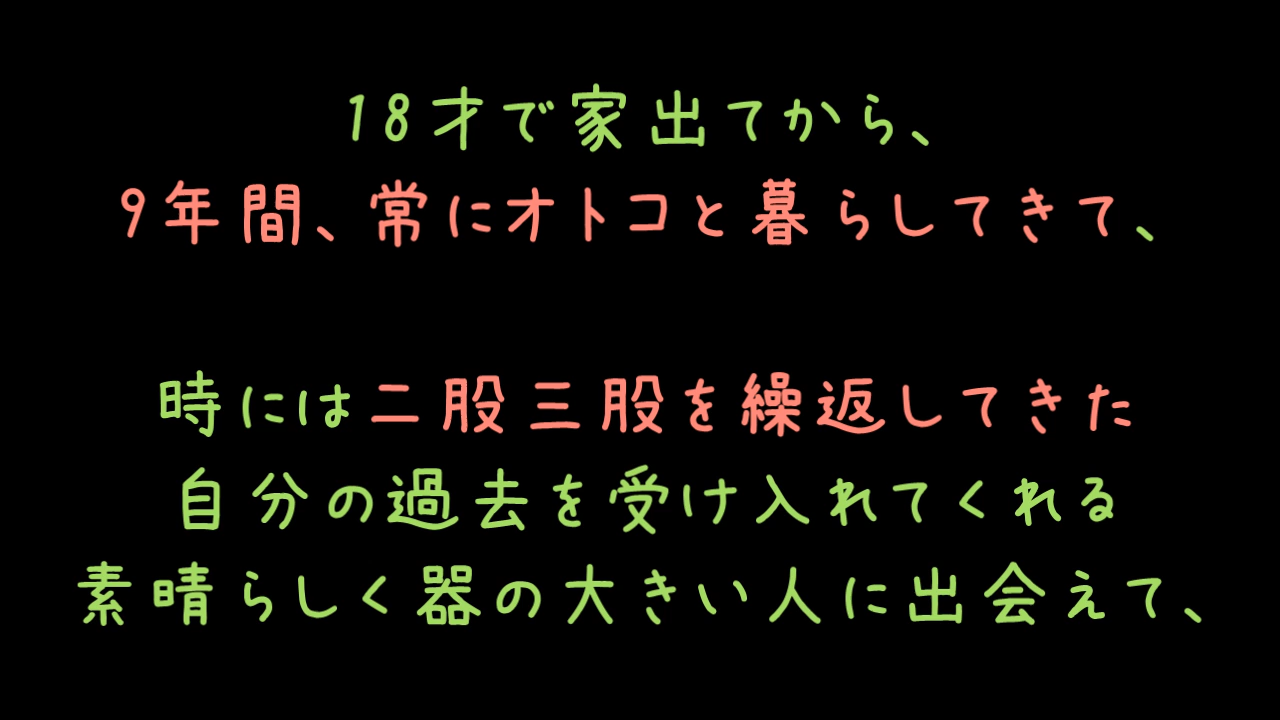 18才で家出てから、
9年間、常にオトコと暮らしてきて、
時には二股三股を繰返してきた
自分の過去を受け入れてくれる
素晴らしく器の大きい人に出会えて、